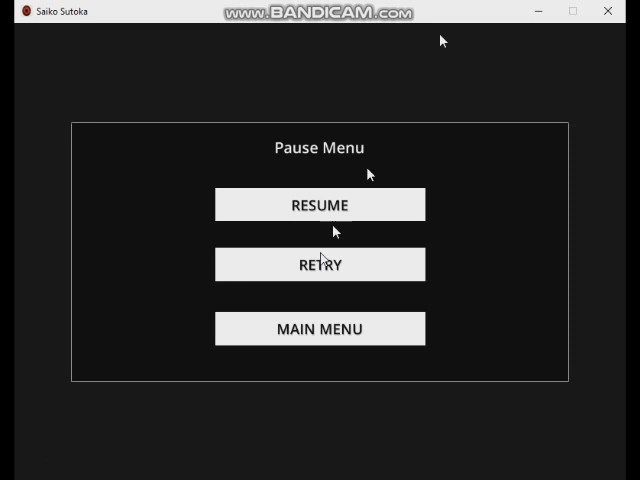 Saiko Sutoka
www.BANDICAM.com
Pause Menu
RESUME
RETRY
MAIN MENU